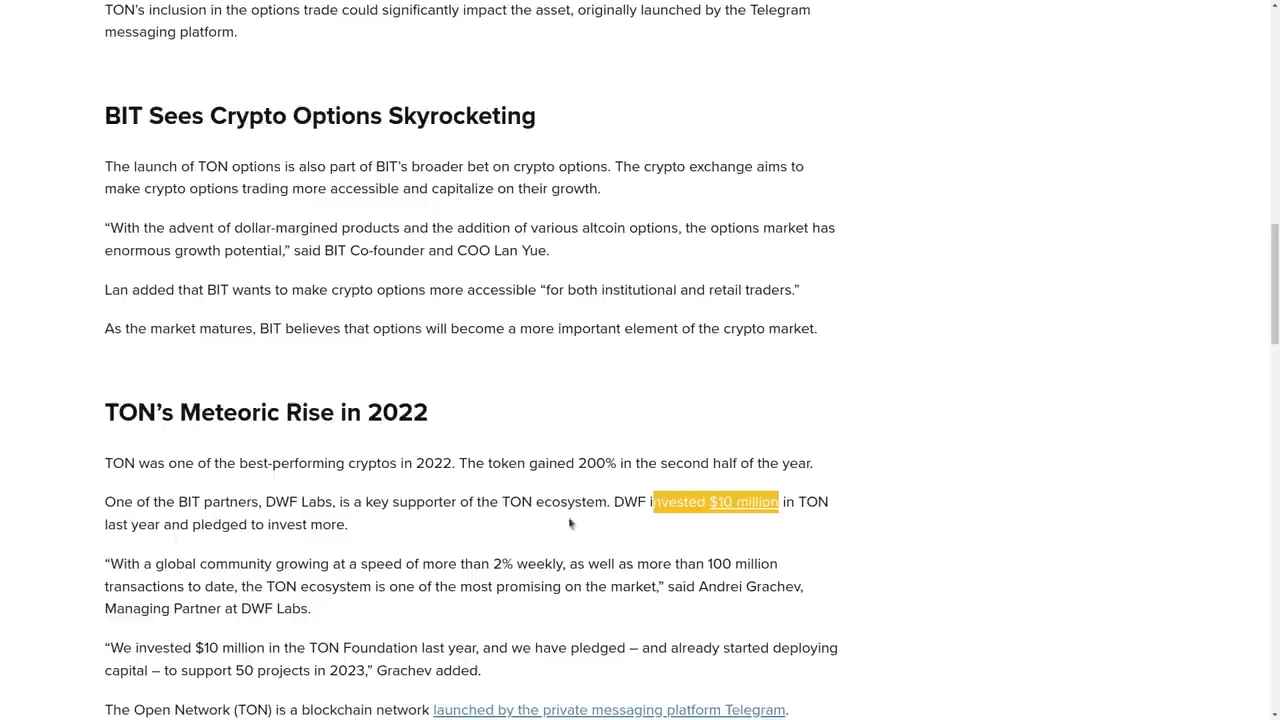 TON’s inclusion in the options trade could significantly impact the asset, originally launched by the Telegram
messaging platform.
BIT Sees Crypto Options Skyrocketing
The launch of TON options is also part of BIT’s broader bet on crypto options. The crypto exchange aims to
make crypto options trading more accessible and capitalize on their growth.
“With the advent of dollar-margined products and the addition of various altcoin options, the options market has
enormous growth potential,” said BIT Co-founder and COO Lan Yue.
Lan added that BIT wants to make crypto options more accessible “for both institutional and retail traders.”
As the market matures, BIT believes that options will become a more important element of the crypto market.
TON’s Meteoric Rise in 2022
TON was one of the best-performing cryptos in 2022. The token gained 200% in the second half of the year.
One of the BIT partners, DWF Labs, is a key supporter of the TON ecosystem. DWF invested $10 million in TON
last year and pledged to invest more.
“With a global community growing at a speed of more than 2% weekly, as well as more than 100 million
transactions to date, the TON ecosystem is one of the most promising on the market,” said Andrei Grachev,
Managing Partner at DWF Labs.
“We invested $10 million in the TON Foundation last year, and we have pledged – and already started deploying
capital – to support 50 projects in 2023,” Grachev added.
The Open Network (TON) is a blockchain network launched by the private messaging platform Telegram.